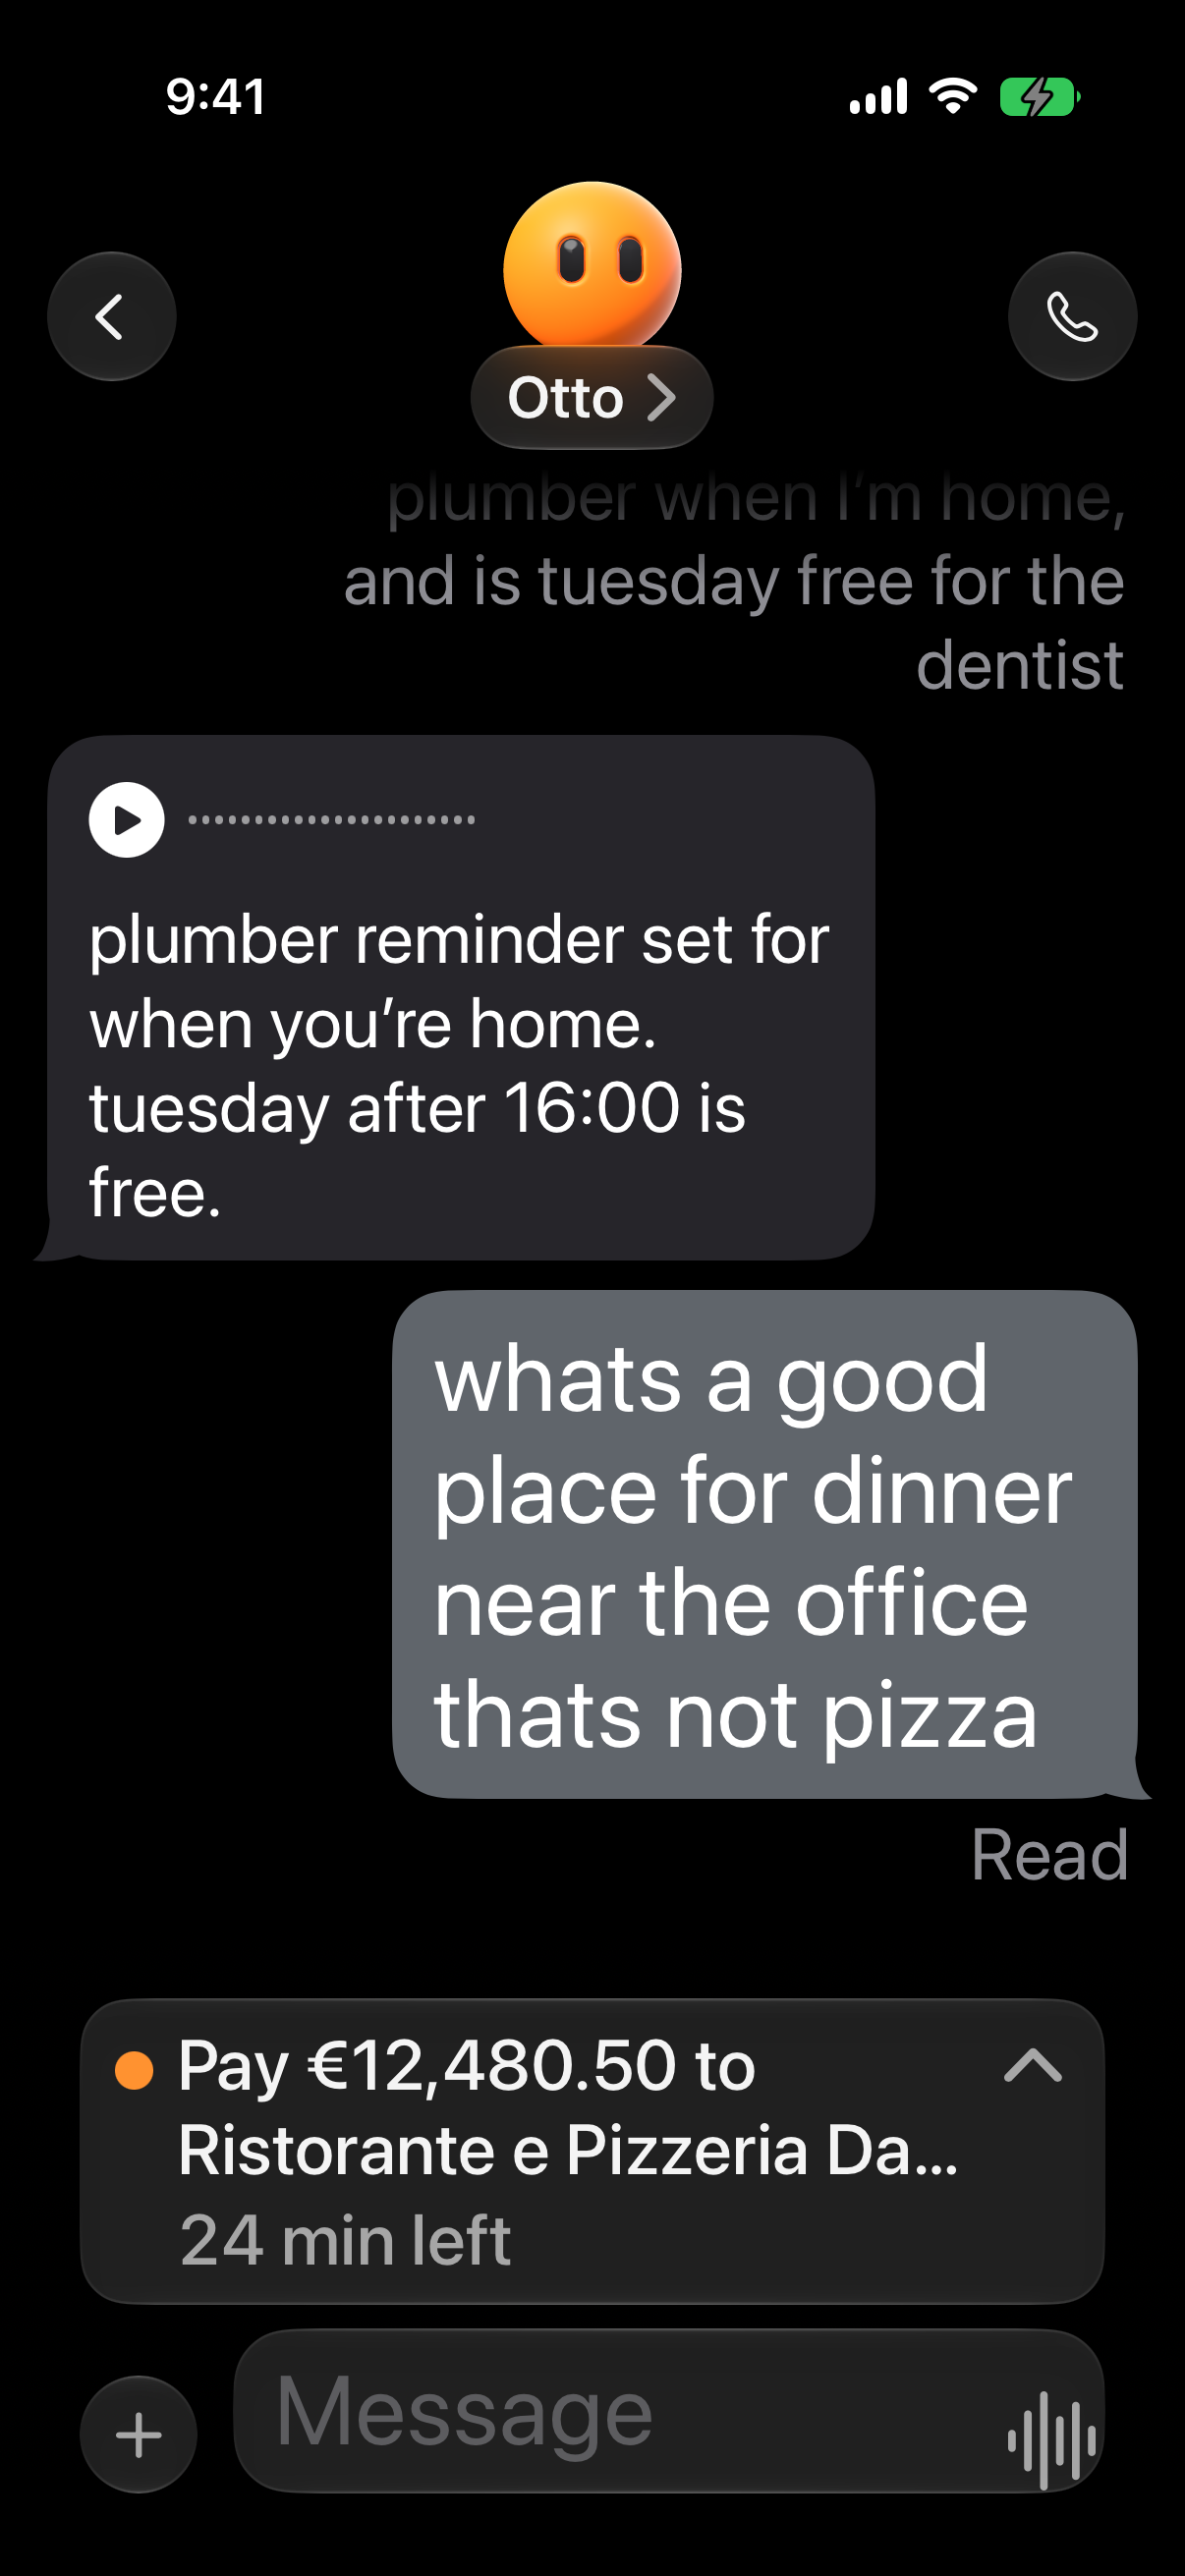 9:41
Otto
plumber when I'm home,
and is tuesday free for the
dentist
plumber reminder set for
when you’re home.
tuesday after 16:00 is
free.
whats a good
place for dinner
near the office
thats not pizza
Read
Pay €12,480.50 to
Ristorante e Pizzeria Da...
24 min left
Message